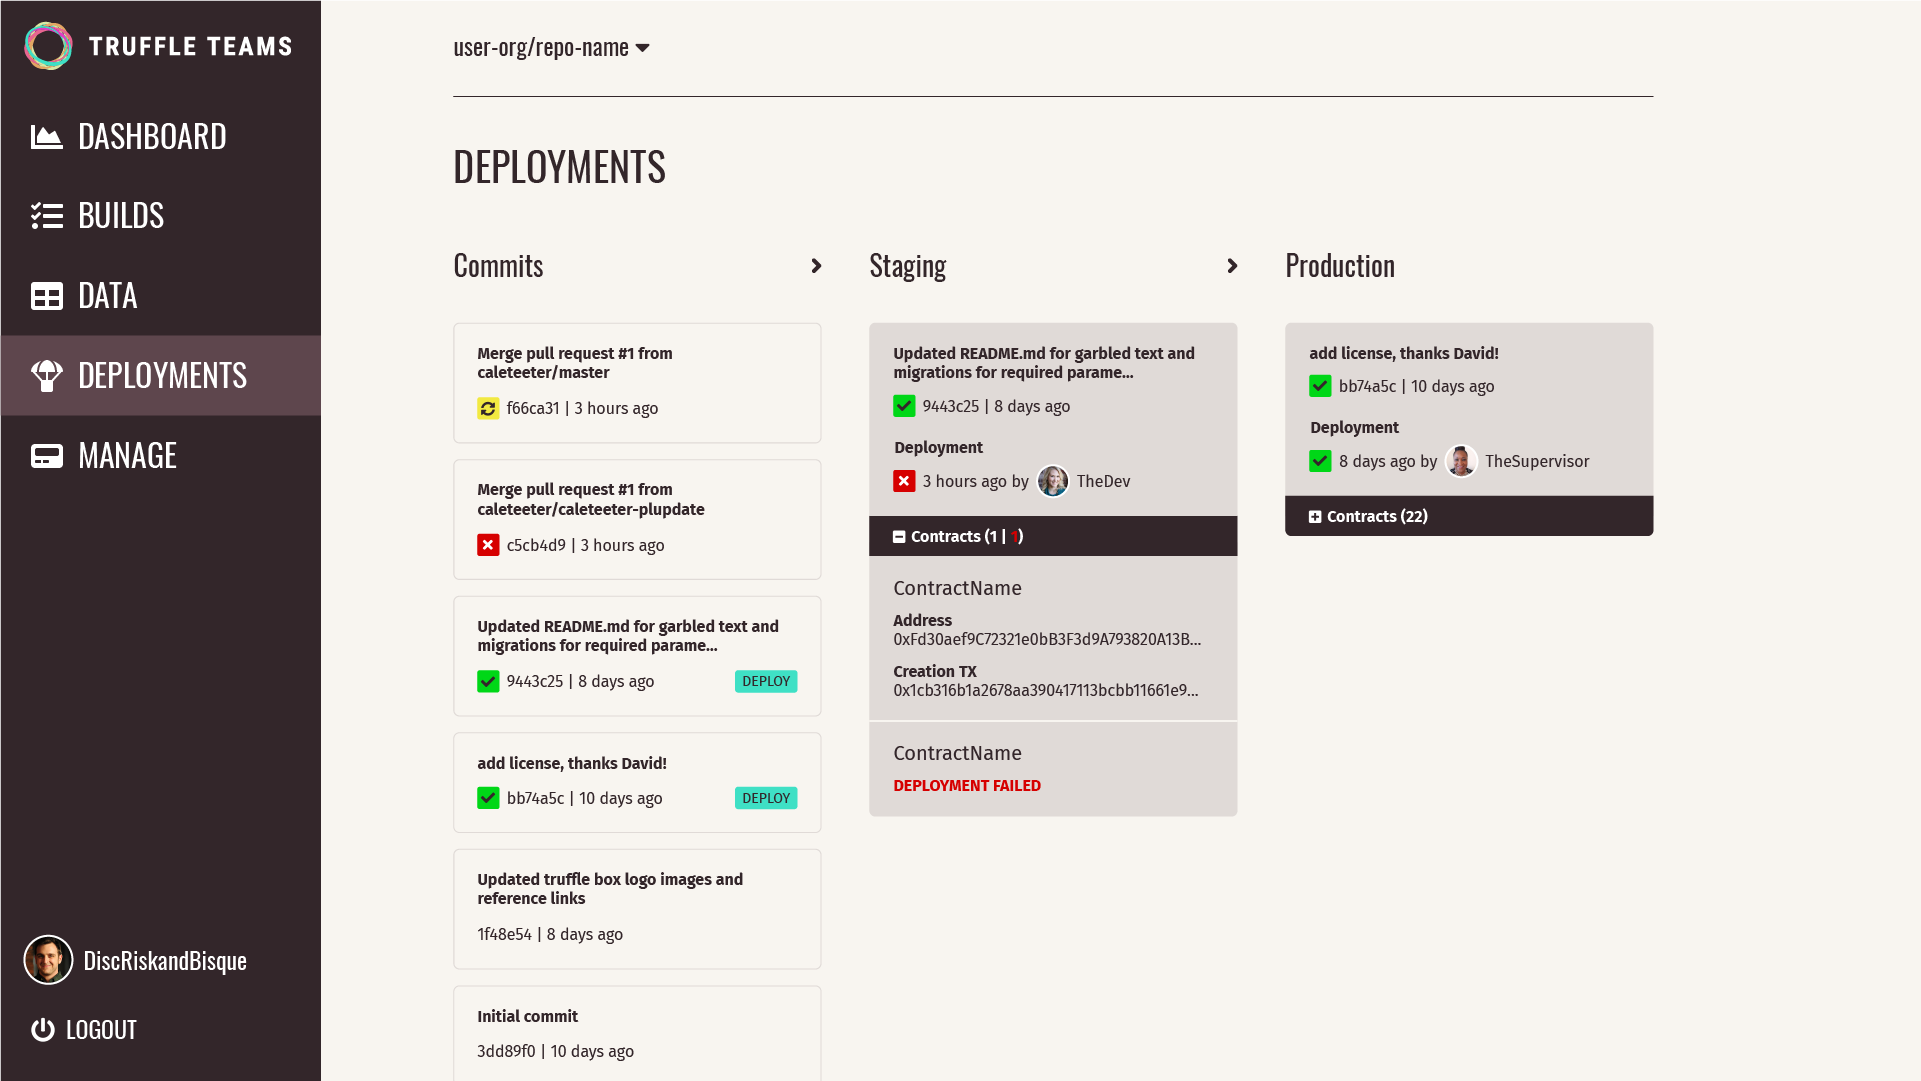 TRUFFLE TEAMS
DASHBOARD
BUILDS
DATA
DEPLOYMENTS
MANAGE
DiscRiskandBisque
LOGOUT
user-org/repo-name
DEPLOYMENTS
Commits
Merge pull request #1 from
caleteeter/master
f66ca31 | 3 hours ago
Merge pull request #1 from
caleteeter/caleteeter-plupdate
c5cb4d9 | 3 hours ago
Updated README.md for garbled text and
migrations for required parame...
9443c25 | 8 days ago DEPLOY
add license, thanks David!
bb74a5c | 10 days ago DEPLOY
Updated truffle box logo images and
reference links
1f48e54 | 8 days ago
Initial commit
3dd89f0 | 10 days ago
Staging
Updated README.md for garbled text and
migrations for required parame...
9443c25 | 8 days ago
Deployment
3 hours ago by TheDev
Contracts (1 | 1)
ContractName
Address
0xFd30aef9C72321e0bB3F3d9A793820A13B...
Creation TX
0x1cb316b1a2678aa390417113bcbb11661e9...
ContractName
DEPLOYMENT FAILED
Production
add license, thanks David!
bb74a5c | 10 days ago
Deployment
8 days ago by TheSupervisor
Contracts (22)